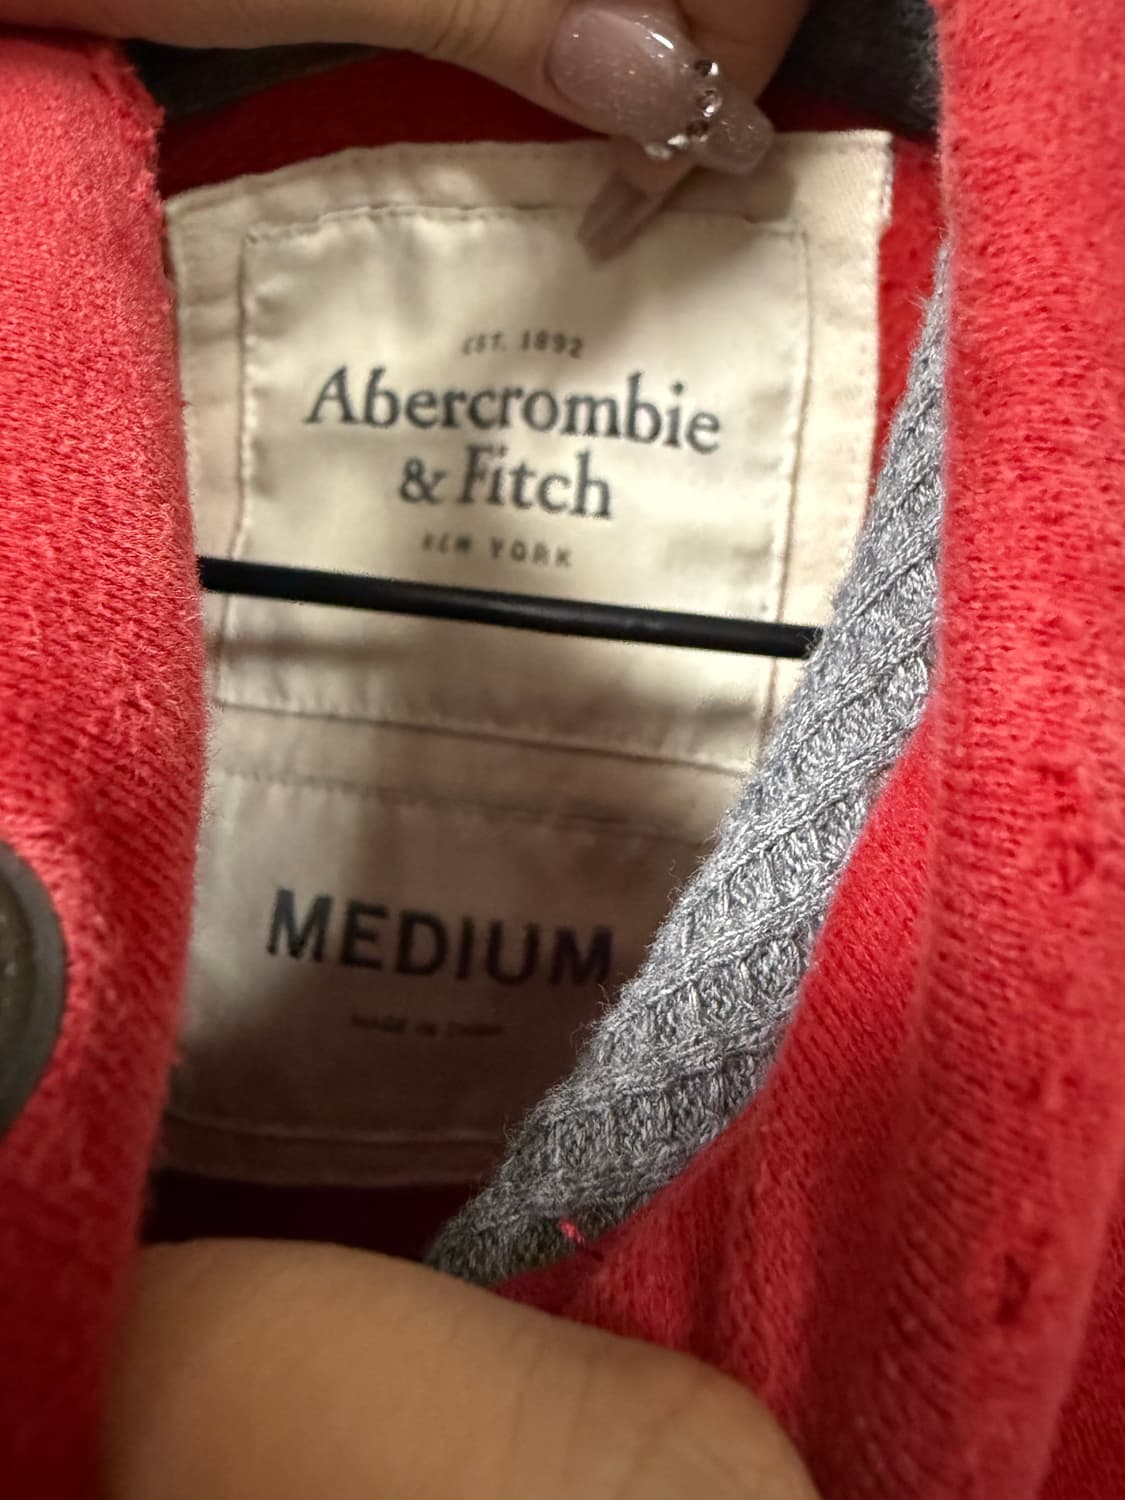 EST. 1892
Abercrombie
& Fitch
NEW YORK
MEDIUM
MADE IN CHINA